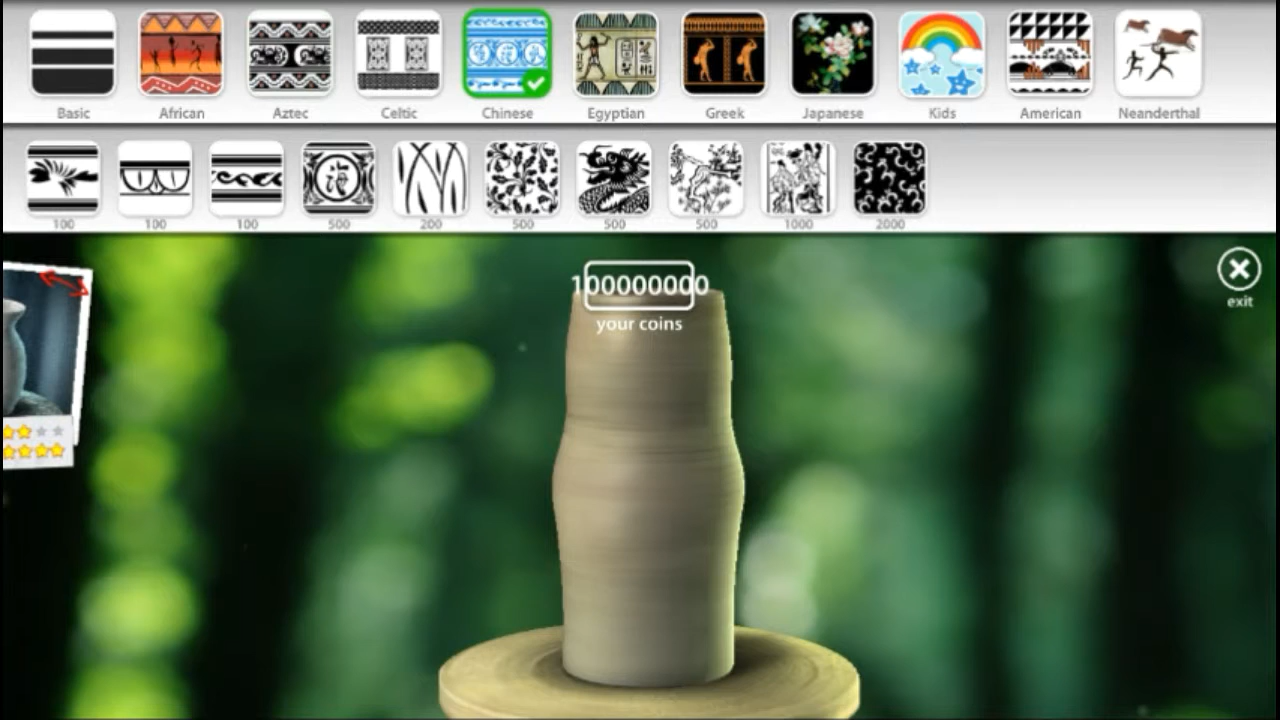 Basic African Aztec Celtic Chinese Egyptian Greek Japanese Kids American Neanderthal
福
100 100 100 500 200 500 500 500 1000 2000
100000000
your coins
exit